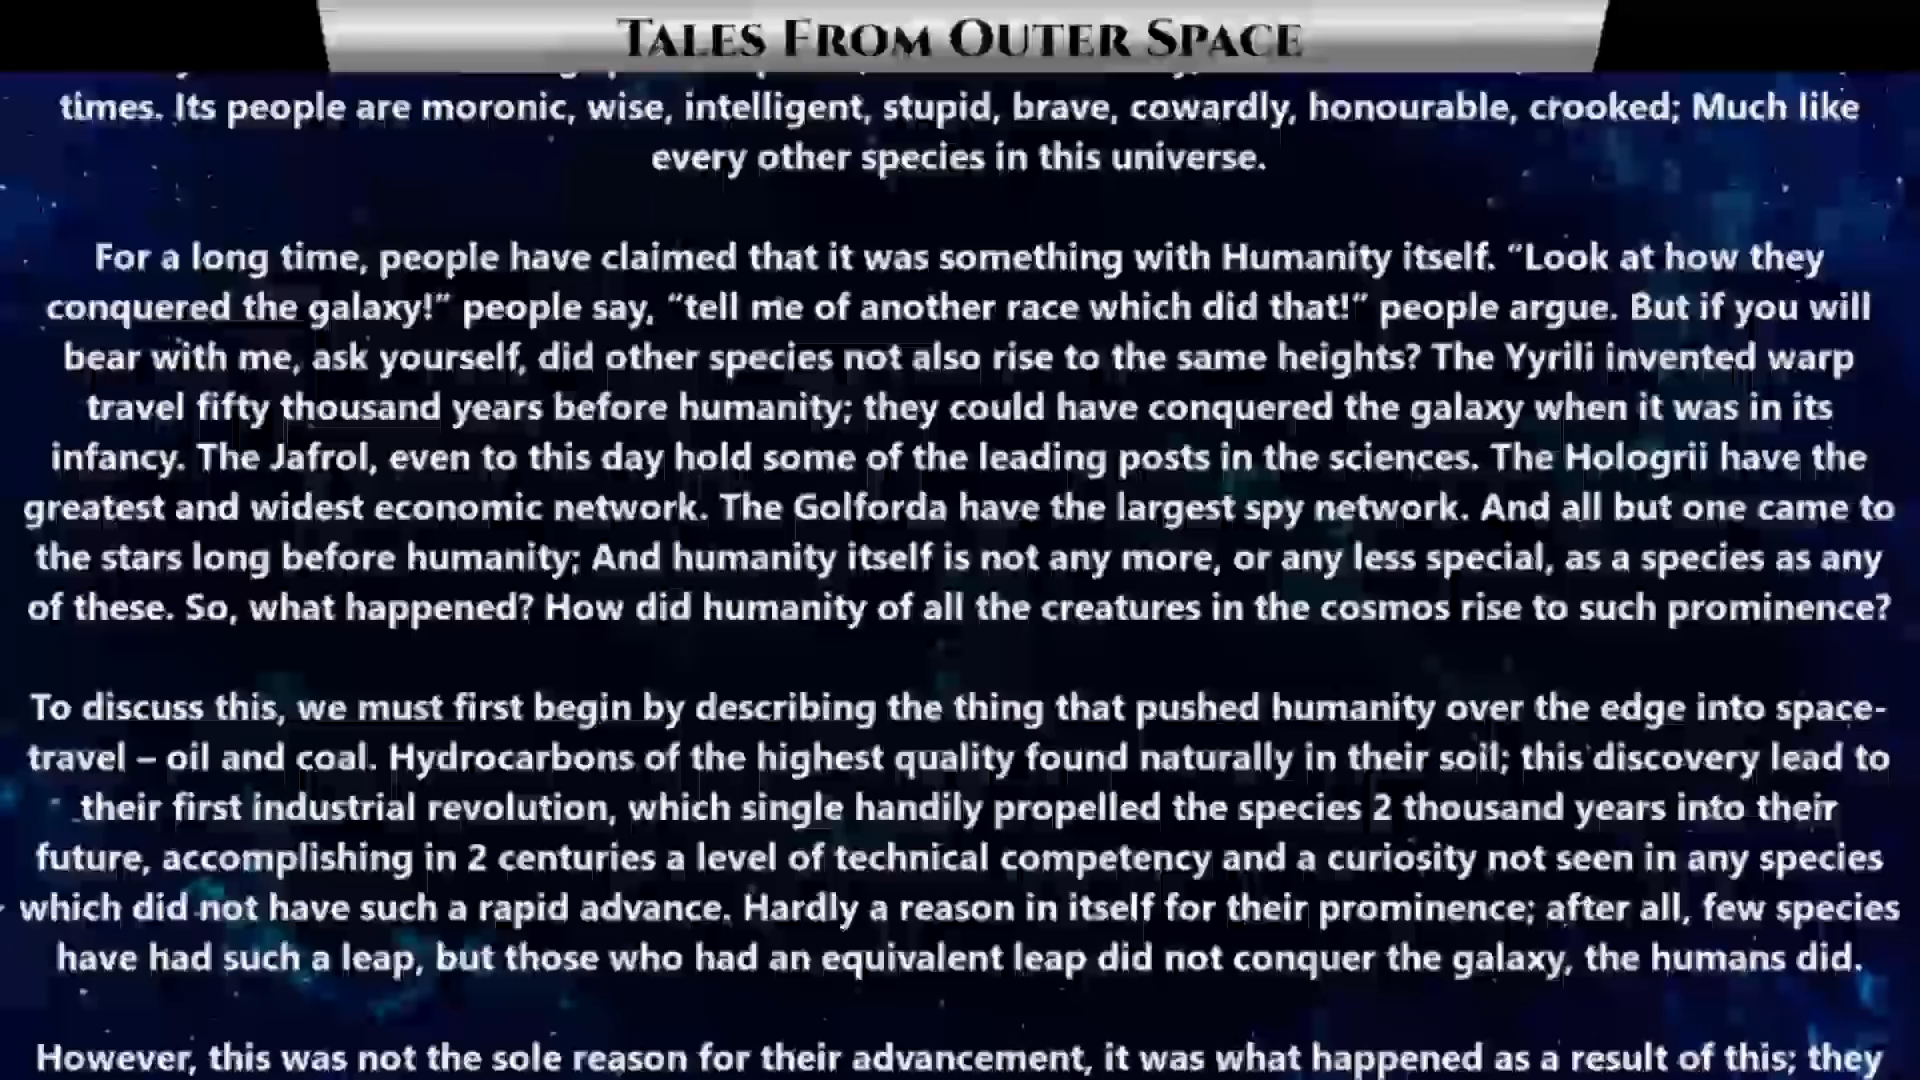 Tales From Outer Space
times. Its people are moronic, wise, intelligent, stupid, brave, cowardly, honourable, crooked; Much like
every other species in this universe.
For a long time, people have claimed that it was something with Humanity itself. “Look at how they
conquered the galaxy!” people say, “tell me of another race which did that!” people argue. But if you will
bear with me, ask yourself, did other species not also rise to the same heights? The Yyrili invented warp
travel fifty thousand years before humanity; they could have conquered the galaxy when it was in its
infancy. The Jafrol, even to this day hold some of the leading posts in the sciences. The Hologrii have the
greatest and widest economic network. The Golforda have the largest spy network. And all but one came to
the stars long before humanity; And humanity itself is not any more, or any less special, as a species as any
of these. So, what happened? How did humanity of all the creatures in the cosmos rise to such prominence?
To discuss this, we must first begin by describing the thing that pushed humanity over the edge into space-
travel – oil and coal. Hydrocarbons of the highest quality found naturally in their soil; this discovery lead to
their first industrial revolution, which single handily propelled the species 2 thousand years into their
future, accomplishing in 2 centuries a level of technical competency and a curiosity not seen in any species
which did not have such a rapid advance. Hardly a reason in itself for their prominence; after all, few species
have had such a leap, but those who had an equivalent leap did not conquer the galaxy, the humans did.
However, this was not the sole reason for their advancement, it was what happened as a result of this; they